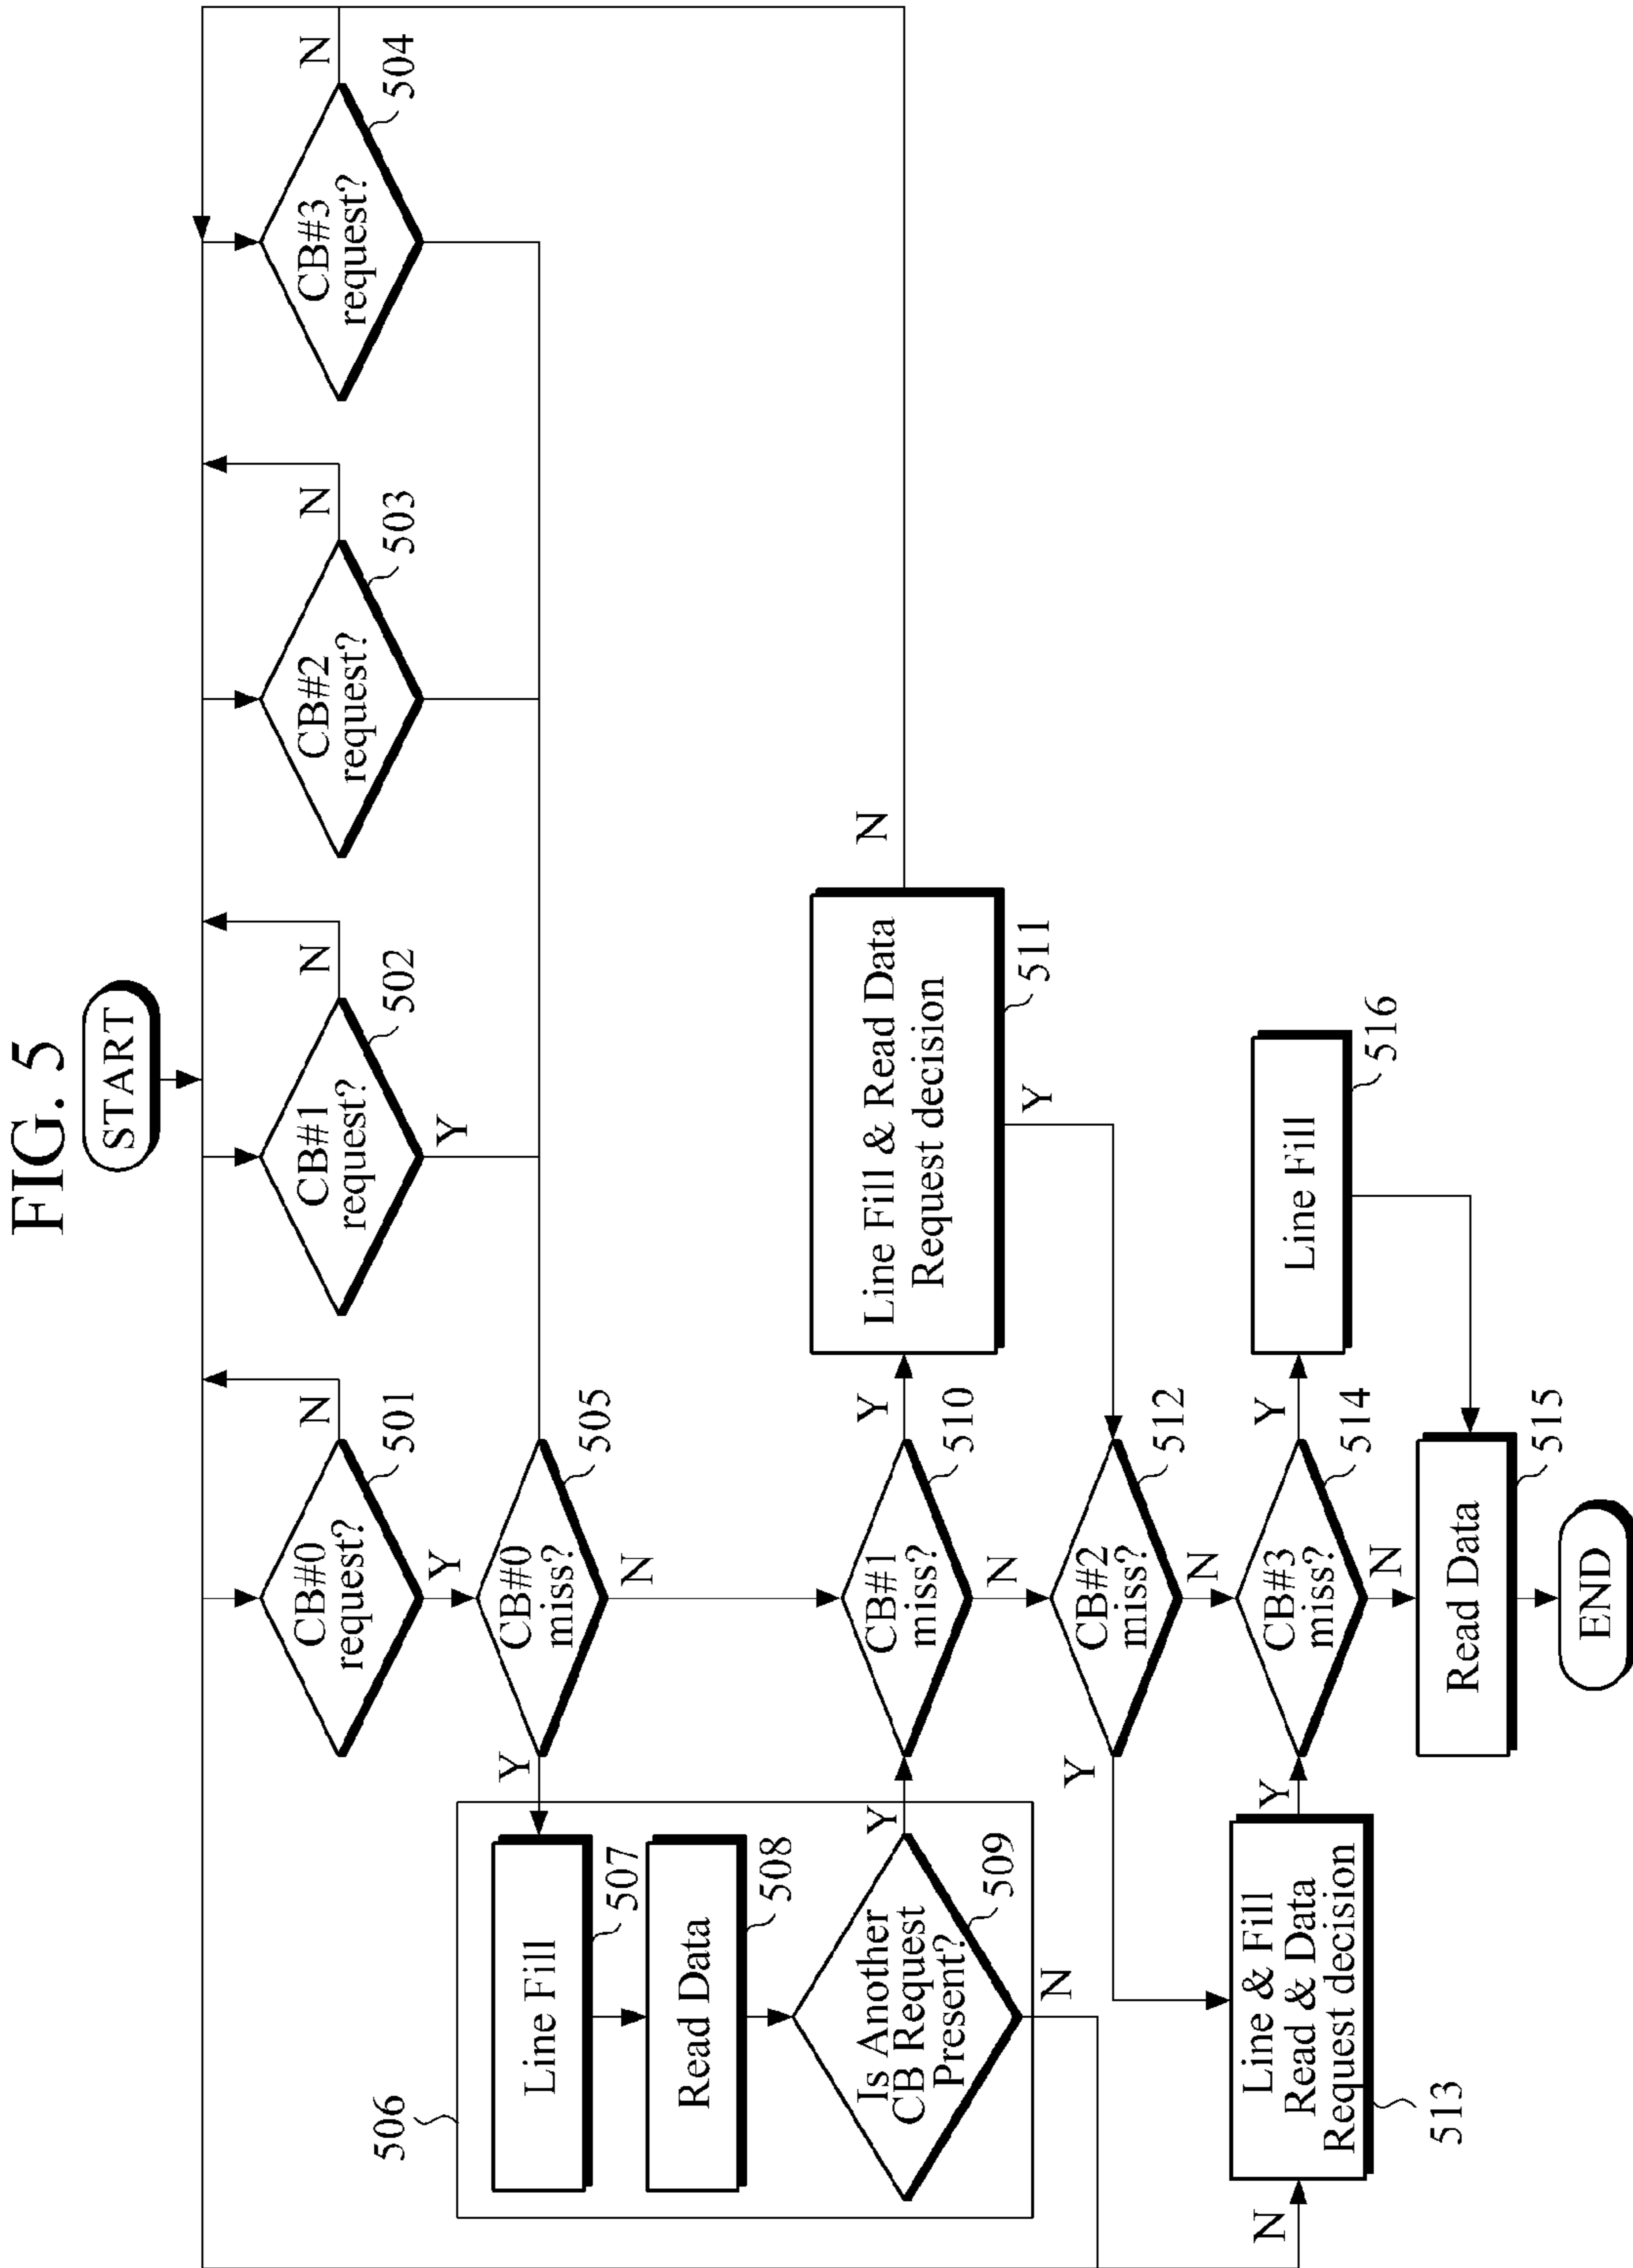 FIG. 5
START
CB#0
request?
501
N
Y
CB#1
request?
502
N
Y
CB#2
request?
503
N
CB#3
request?
504
N
CB#0
miss?
505
Y
N
506
Line Fill
507
Read Data
508
Is Another
CB Request
Present?
509
Y
N
CB#1
miss?
510
Y
N
Line Fill & Read Data
Request decision
511
N
Y
CB#2
miss?
512
Y
N
Line & Fill
Read & Data
Request decision
513
N
Y
CB#3
miss?
514
Y
N
Line Fill
516
Read Data
515
END